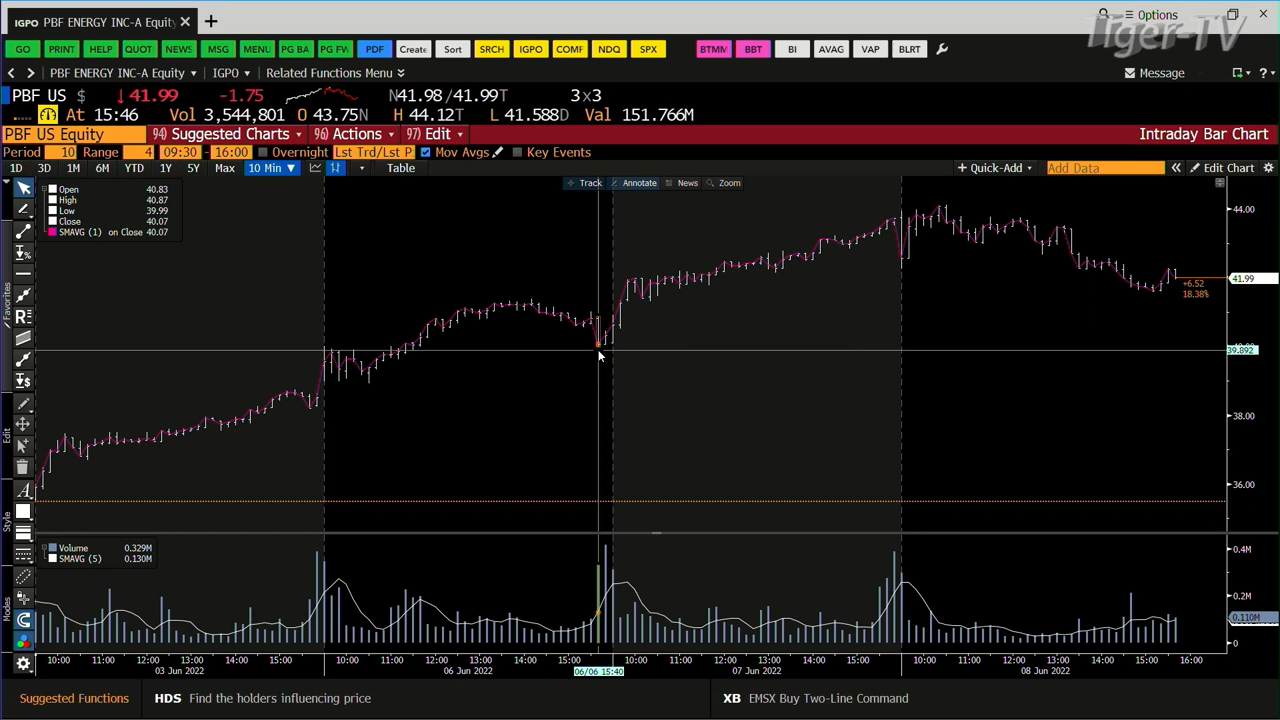 IGPO PBF ENERGY INC-A Equity × + Options
Tiger-TV
GO PRINT HELP QUOT NEWS MSG MENU PG BA PG FW PDF Create Sort SRCH IGPO COMF NDQ SPX BTMM BBT BI AVAG VAP BLRT
PBF ENERGY INC-A Equity IGPO Related Functions Menu Message ?
PBF US $ ↓41.99 -1.75 N41.98/41.99T 3x3
At 15:46 Vol 3,544,801 O 43.75N H 44.12T L 41.588D Val 151.766M
PBF US Equity 94) Suggested Charts 96) Actions 97) Edit Intraday Bar Chart
Period 10 Range 4 09:30 - 16:00 Overnight Lst Trd/Lst P Mov Avgs Key Events
1D 3D 1M 6M YTD 1Y 5Y Max 10 Min ▼ Table + Quick-Add Add Data « Edit Chart
Track Annotate News Zoom
Open 40.83
High 40.87
Low 39.99
Close 40.07
SMAVG (1) on Close 40.07
44.00
41.99
+6.52
18.38%
39.892
38.00
36.00
Favorites
Edit
Style
Modes
Volume 0.329M
SMAVG (5) 0.130M
0.4M
0.2M
0.110M
0
10:00 11:00 12:00 13:00 14:00 15:00 10:00 11:00 12:00 13:00 14:00 15:00 10:00 11:00 12:00 13:00 14:00 15:00 10:00 11:00 12:00 13:00 14:00 15:00 16:00
03 Jun 2022 06 Jun 2022 06/06 15:40 07 Jun 2022 08 Jun 2022
Suggested Functions HDS Find the holders influencing price XB EMSX Buy Two-Line Command